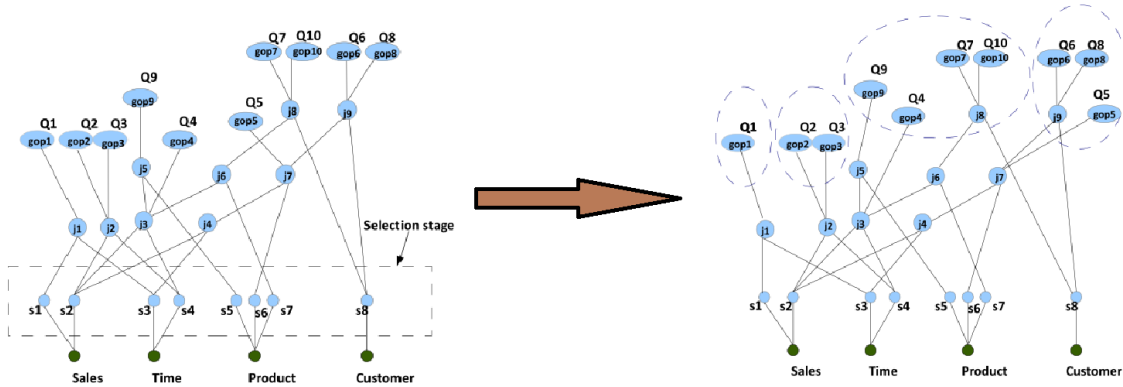 Q7 Q10 Q6 Q8
gop7 gop10 gop6 gop8
Q9
gop9
j8 j9
Q5
gop5
Q1 Q2 Q3 Q4
gop1 gop2 gop3 gop4
j5 j6 j7
j1 j2 j3 j4
Selection stage
s1 s2 s3 s4 s5 s6 s7 s8
Sales Time Product Customer
Q7 Q10 Q6 Q8
gop7 gop10 gop6 gop8
Q9 Q5
gop9
Q4
gop4 j8 j9 gop5
Q1 Q2 Q3
gop1 gop2 gop3
j5 j6 j7
j1 j2 j3 j4
s1 s2 s3 s4 s5 s6 s7 s8
Sales Time Product Customer